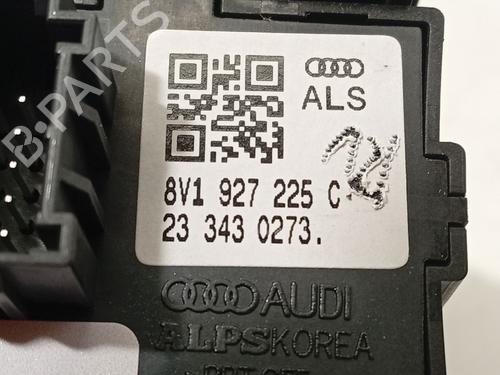 B-PARTS
ALS
8V1 927 225 C
23 343 0273.
AUDI
ALPSKOREA